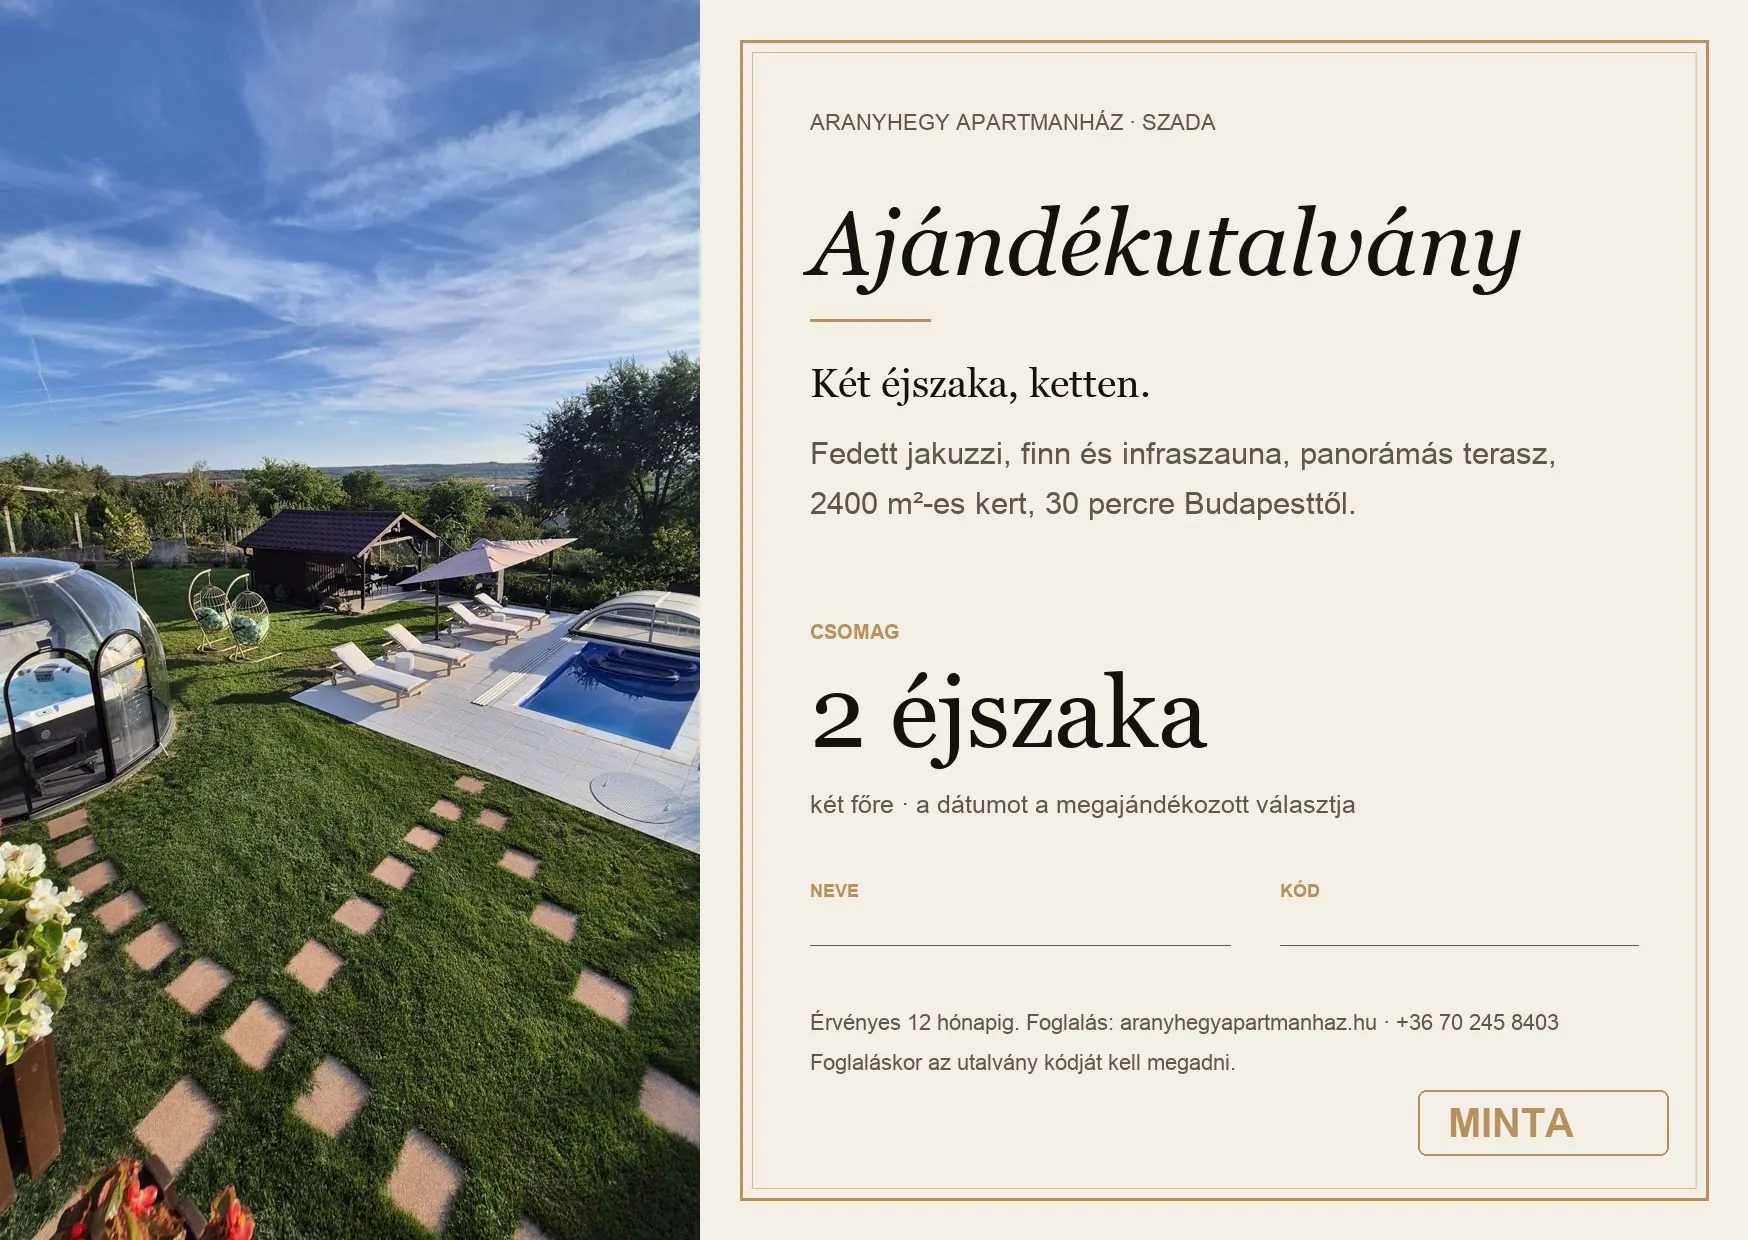 ARANYHEGY APARTMANHÁZ · SZADA
Ajándékutalvány
Két éjszaka, ketten.
Fedett jakuzzi, finn és infraszauna, panorámás terasz,
2400 m²-es kert, 30 percre Budapesttől.
CSOMAG
2 éjszaka
két főre · a dátumot a megajándékozott választja
NEVE
KÓD
Érvényes 12 hónapig. Foglalás: aranyhegyapartmanhaz.hu · +36 70 245 8403
Foglaláskor az utalvány kódját kell megadni.
MINTA